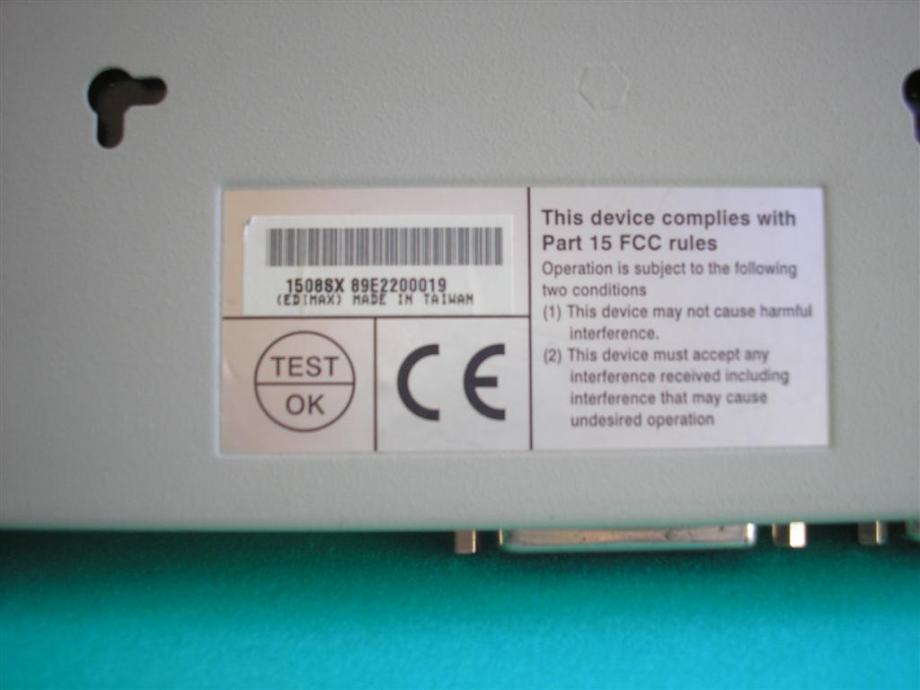 1508SX 89E2200019
(EDIMAX) MADE IN TAIWAN
TEST
OK
CE
This device complies with
Part 15 FCC rules
Operation is subject to the following
two conditions
(1) This device may not cause harmful
interference.
(2) This device must accept any
interference received including
interference that may cause
undesired operation